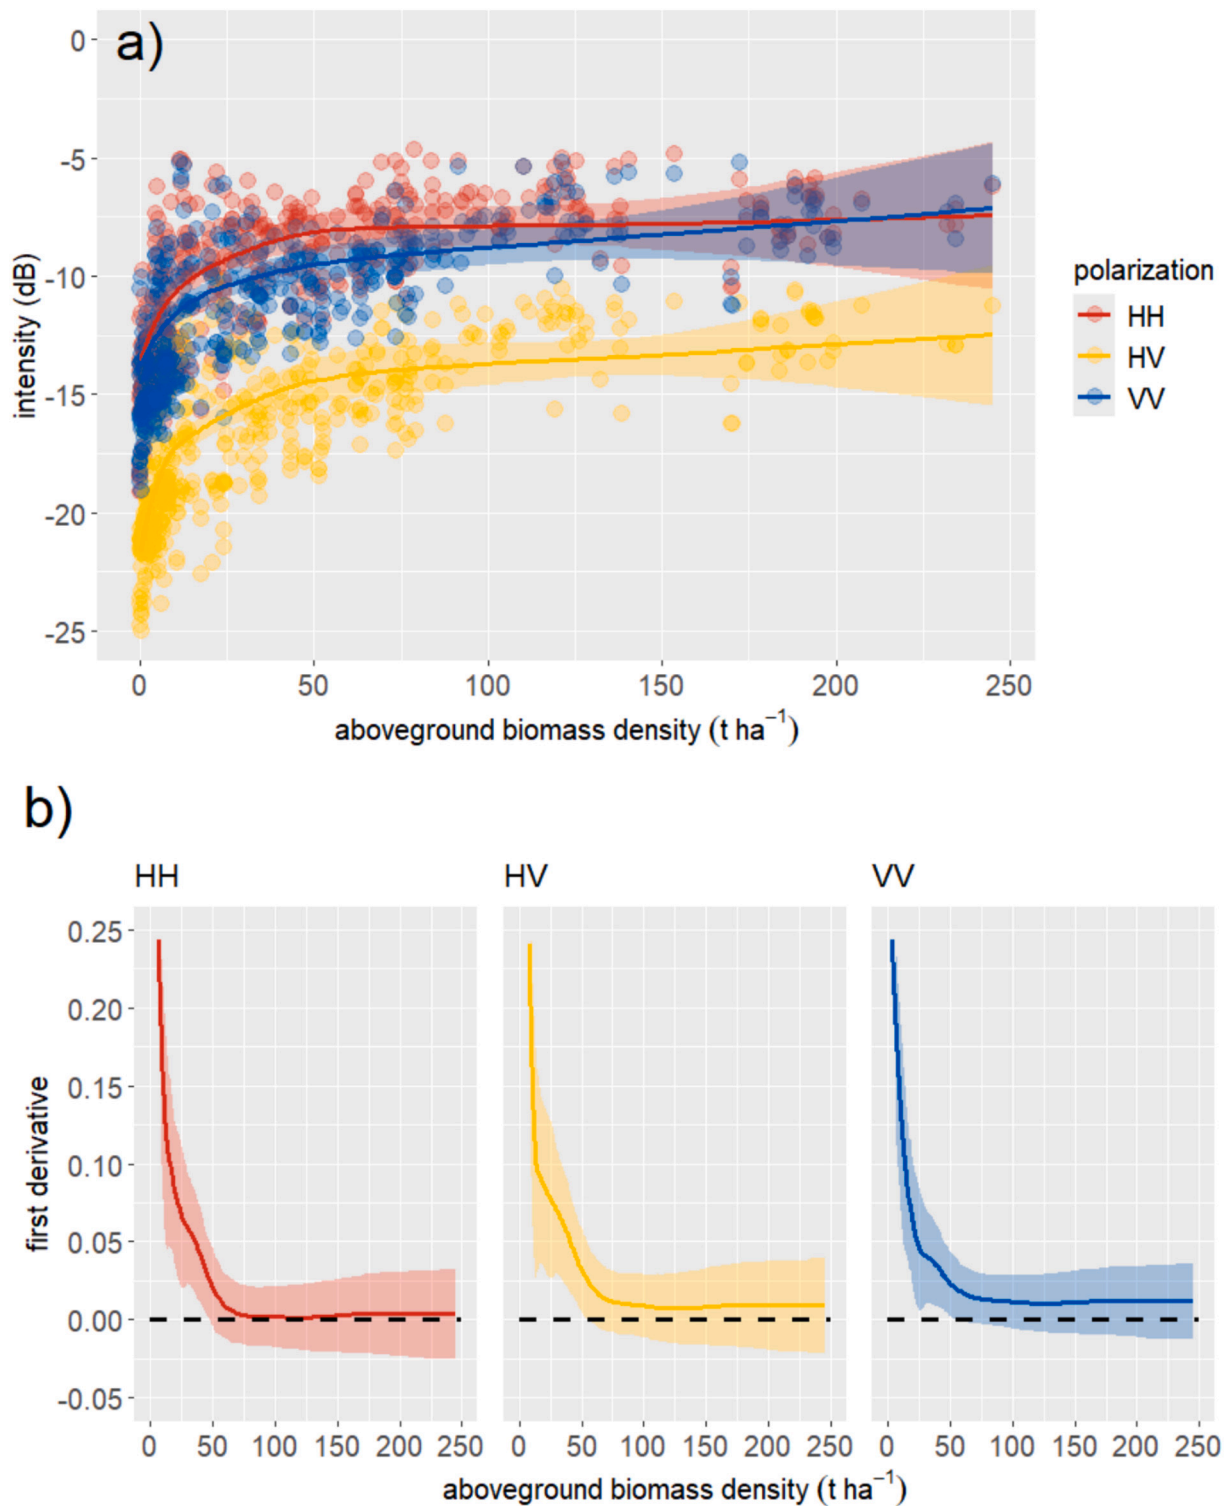 a)
0
-5
-10
-15
-20
-25
intensity (dB)
0 50 100 150 200 250
aboveground biomass density (t ha⁻¹)
polarization
HH
HV
VV
b)
HH HV VV
0.25
0.20
0.15
0.10
0.05
0.00
-0.05
first derivative
0 50 100 150 200 250 0 50 100 150 200 250 0 50 100 150 200 250
aboveground biomass density (t ha⁻¹)